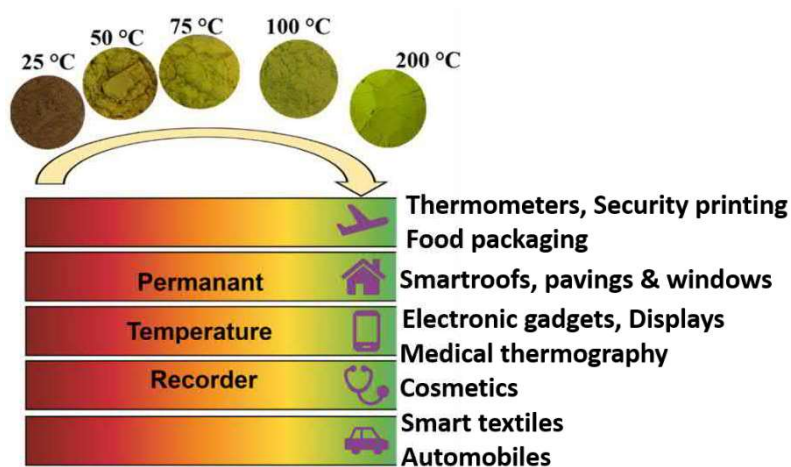 25 °C
50 °C
75 °C
100 °C
200 °C
Thermometers, Security printing
Food packaging
Permanant
Smartroofs, pavings & windows
Temperature
Electronic gadgets, Displays
Medical thermography
Recorder
Cosmetics
Smart textiles
Automobiles